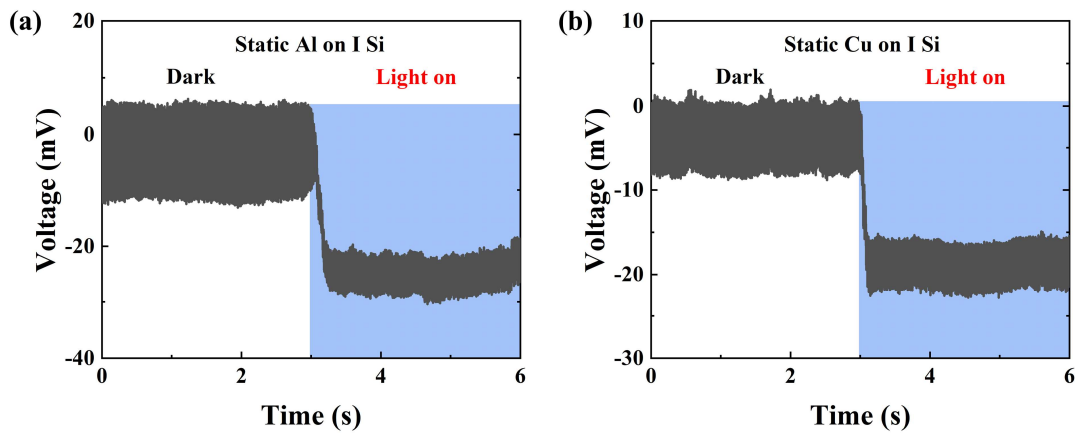 (a)
Static Al on I Si
Dark
Light on
Voltage (mV)
20
0
-20
-40
0
2
4
6
Time (s)
(b)
Static Cu on I Si
Dark
Light on
Voltage (mV)
10
0
-10
-20
-30
0
2
4
6
Time (s)